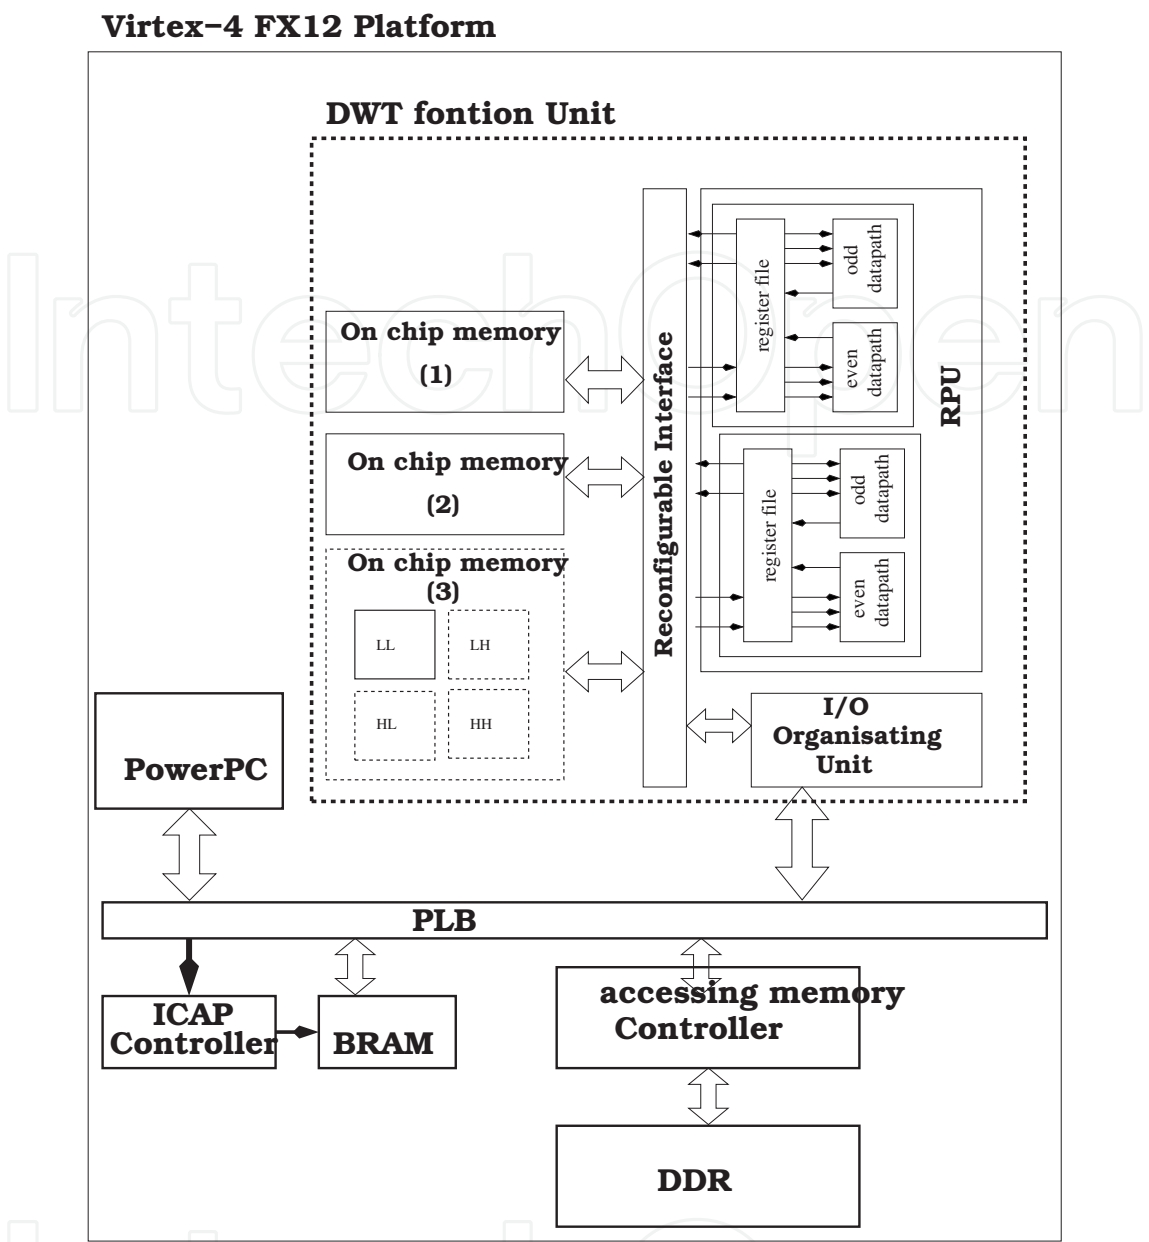 Virtex-4 FX12 Platform
DWT fontion Unit
On chip memory
(1)
On chip memory
(2)
On chip memory
(3)
LL
LH
HL
HH
Reconfigurable Interface
register file
odd
datapath
even
datapath
register file
odd
datapath
even
datapath
RPU
I/O
Organisating
Unit
PowerPC
PLB
ICAP
Controller
BRAM
accessing memory
Controller
DDR
IntechOpen